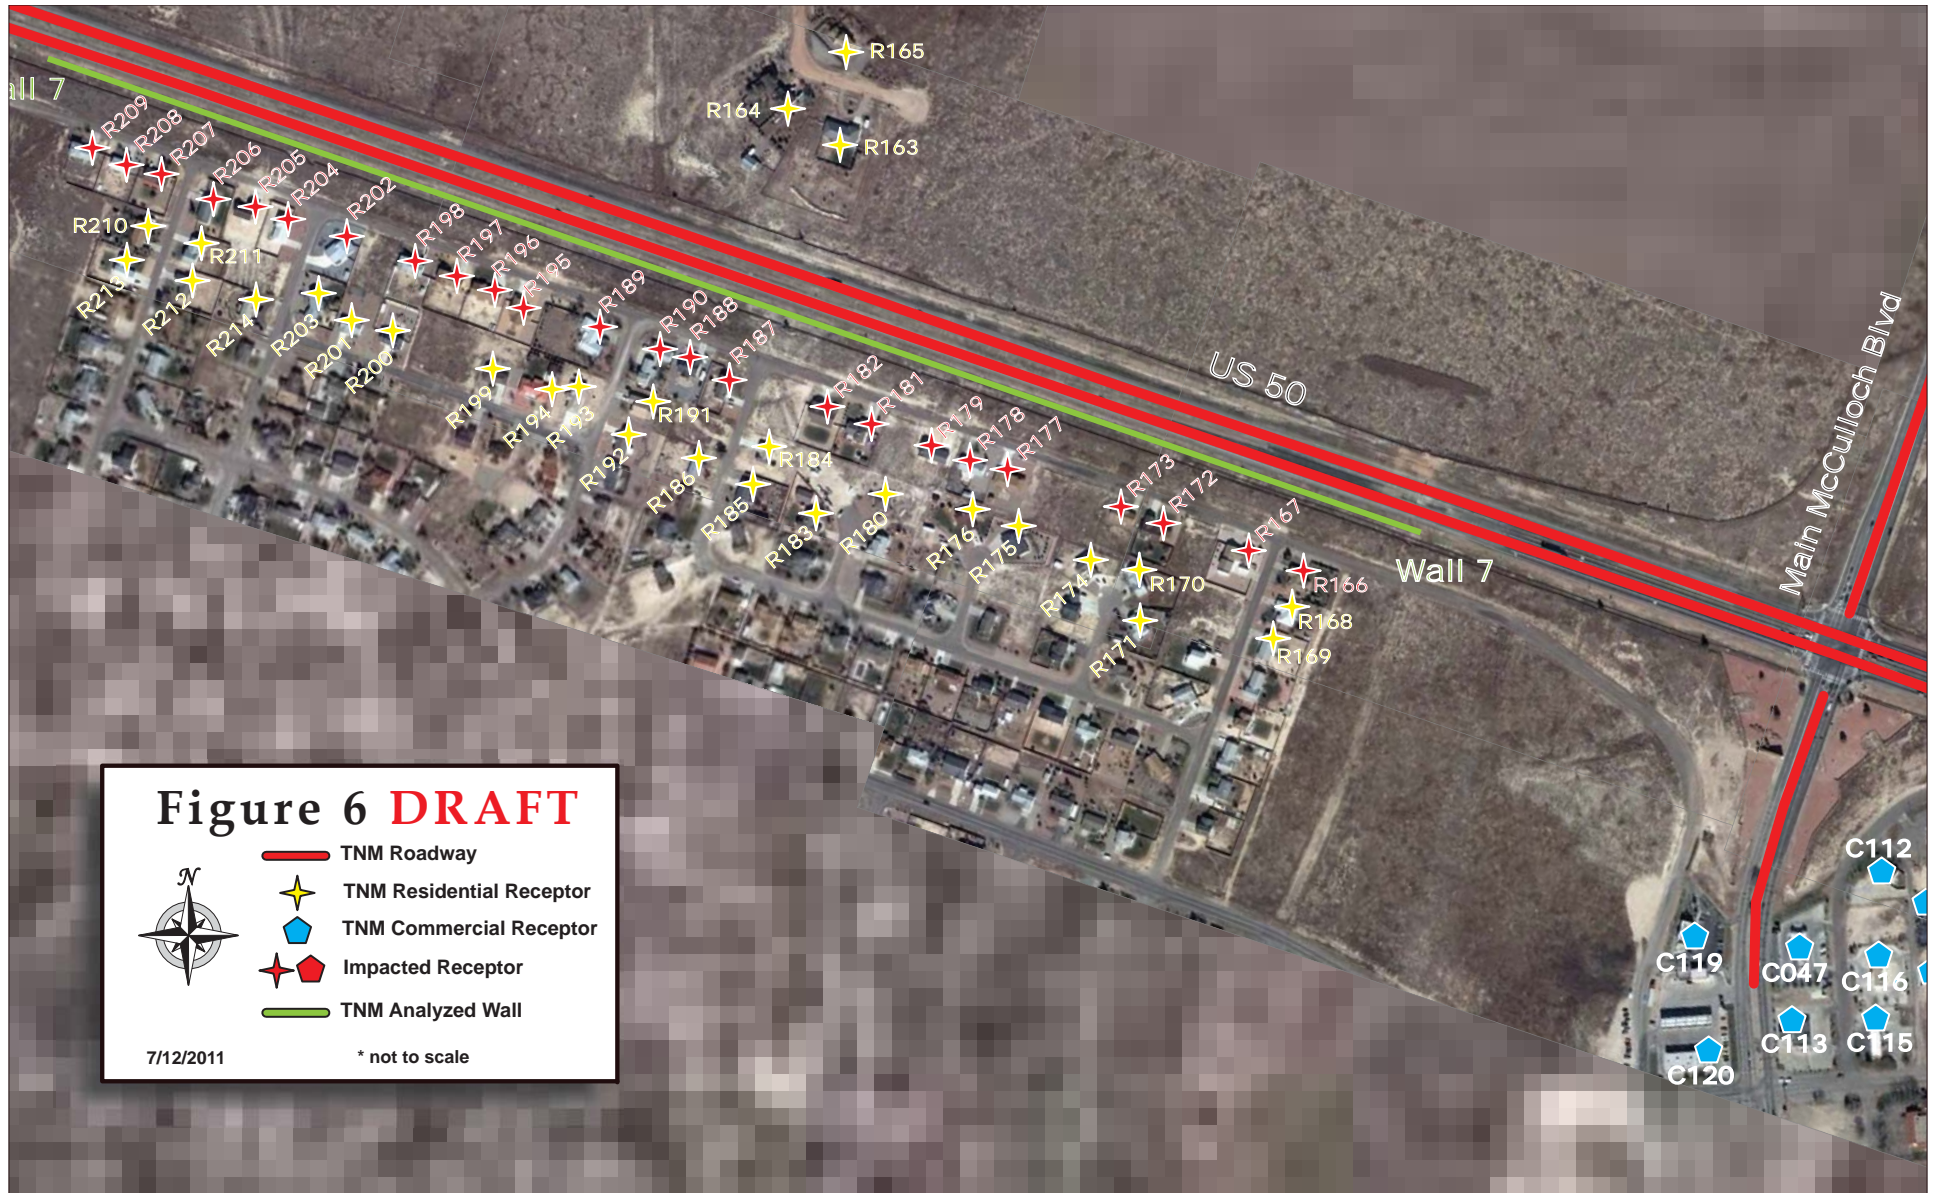 R165
R164
R163
all 7
R209
R208
R207
R206
R205
R204
R202
R198
R197
R196
R195
R189
R190
R188
R187
R182
R181
R179
R178
R177
R173
R172
R167
R166
R210
R211
R213
R212
R214
R203
R201
R200
R199
R194
R193
R191
R192
R186
R184
R185
R183
R180
R176
R175
R174
R170
R171
R168
R169
US 50
Main McCulloch Blvd
Wall 7
C112
C119
C047
C116
C113
C115
C120
Figure 6 DRAFT
TNM Roadway
TNM Residential Receptor
TNM Commercial Receptor
Impacted Receptor
TNM Analyzed Wall
N
7/12/2011
* not to scale